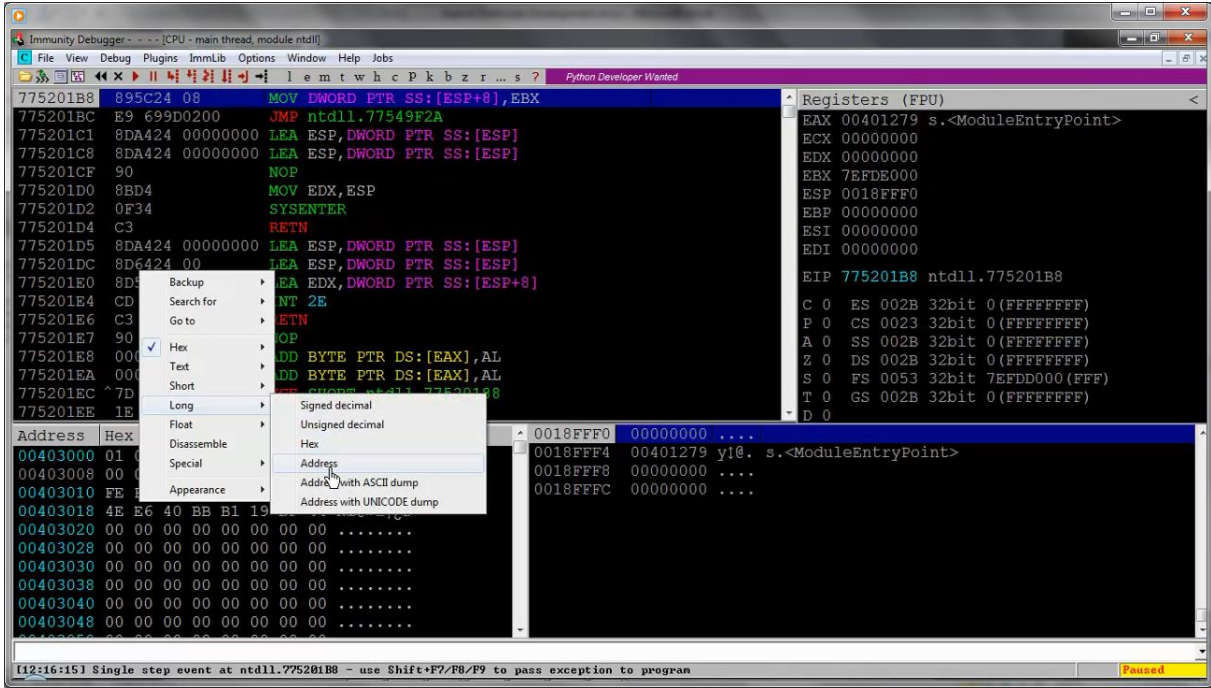 Immunity Debugger - - - - [CPU - main thread, module ntdll]
C File View Debug Plugins ImmLib Options Window Help Jobs
l e m t w h c P k b z r ... s ? Python Developer Wanted
775201B8 895C24 08 MOV DWORD PTR SS:[ESP+8],EBX
775201BC E9 699D0200 JMP ntdll.77549F2A
775201C1 8DA424 00000000 LEA ESP,DWORD PTR SS:[ESP]
775201C8 8DA424 00000000 LEA ESP,DWORD PTR SS:[ESP]
775201CF 90 NOP
775201D0 8BD4 MOV EDX,ESP
775201D2 0F34 SYSENTER
775201D4 C3 RETN
775201D5 8DA424 00000000 LEA ESP,DWORD PTR SS:[ESP]
775201DC 8D6424 00 LEA ESP,DWORD PTR SS:[ESP]
775201E0 8D5 LEA EDX,DWORD PTR SS:[ESP+8]
775201E4 CD INT 2E
775201E6 C3 RETN
775201E7 90 NOP
775201E8 000 ADD BYTE PTR DS:[EAX],AL
775201EA 000 ADD BYTE PTR DS:[EAX],AL
775201EC ^7D SHORT ntdll.77520188
775201EE 1E
Registers (FPU) <
EAX 00401279 s.<ModuleEntryPoint>
ECX 00000000
EDX 00000000
EBX 7EFDE000
ESP 0018FFF0
EBP 00000000
ESI 00000000
EDI 00000000
EIP 775201B8 ntdll.775201B8
C 0 ES 002B 32bit 0(FFFFFFFF)
P 0 CS 0023 32bit 0(FFFFFFFF)
A 0 SS 002B 32bit 0(FFFFFFFF)
Z 0 DS 002B 32bit 0(FFFFFFFF)
S 0 FS 0053 32bit 7EFDD000(FFF)
T 0 GS 002B 32bit 0(FFFFFFFF)
D 0
Backup
Search for
Go to
Hex
Text
Short
Long
Float
Disassemble
Special
Appearance
Signed decimal
Unsigned decimal
Hex
Address
Address with ASCII dump
Address with UNICODE dump
Address Hex
00403000 01
00403008 00
00403010 FE
00403018 4E E6 40 BB B1 19
00403020 00 00 00 00 00 00 00 00 ........
00403028 00 00 00 00 00 00 00 00 ........
00403030 00 00 00 00 00 00 00 00 ........
00403038 00 00 00 00 00 00 00 00 ........
00403040 00 00 00 00 00 00 00 00 ........
00403048 00 00 00 00 00 00 00 00 ........
0018FFF0 00000000 ....
0018FFF4 00401279 y‡@. s.<ModuleEntryPoint>
0018FFF8 00000000 ....
0018FFFC 00000000 ....
[12:16:15] Single step event at ntdll.775201B8 - use Shift+F7/F8/F9 to pass exception to program
Paused